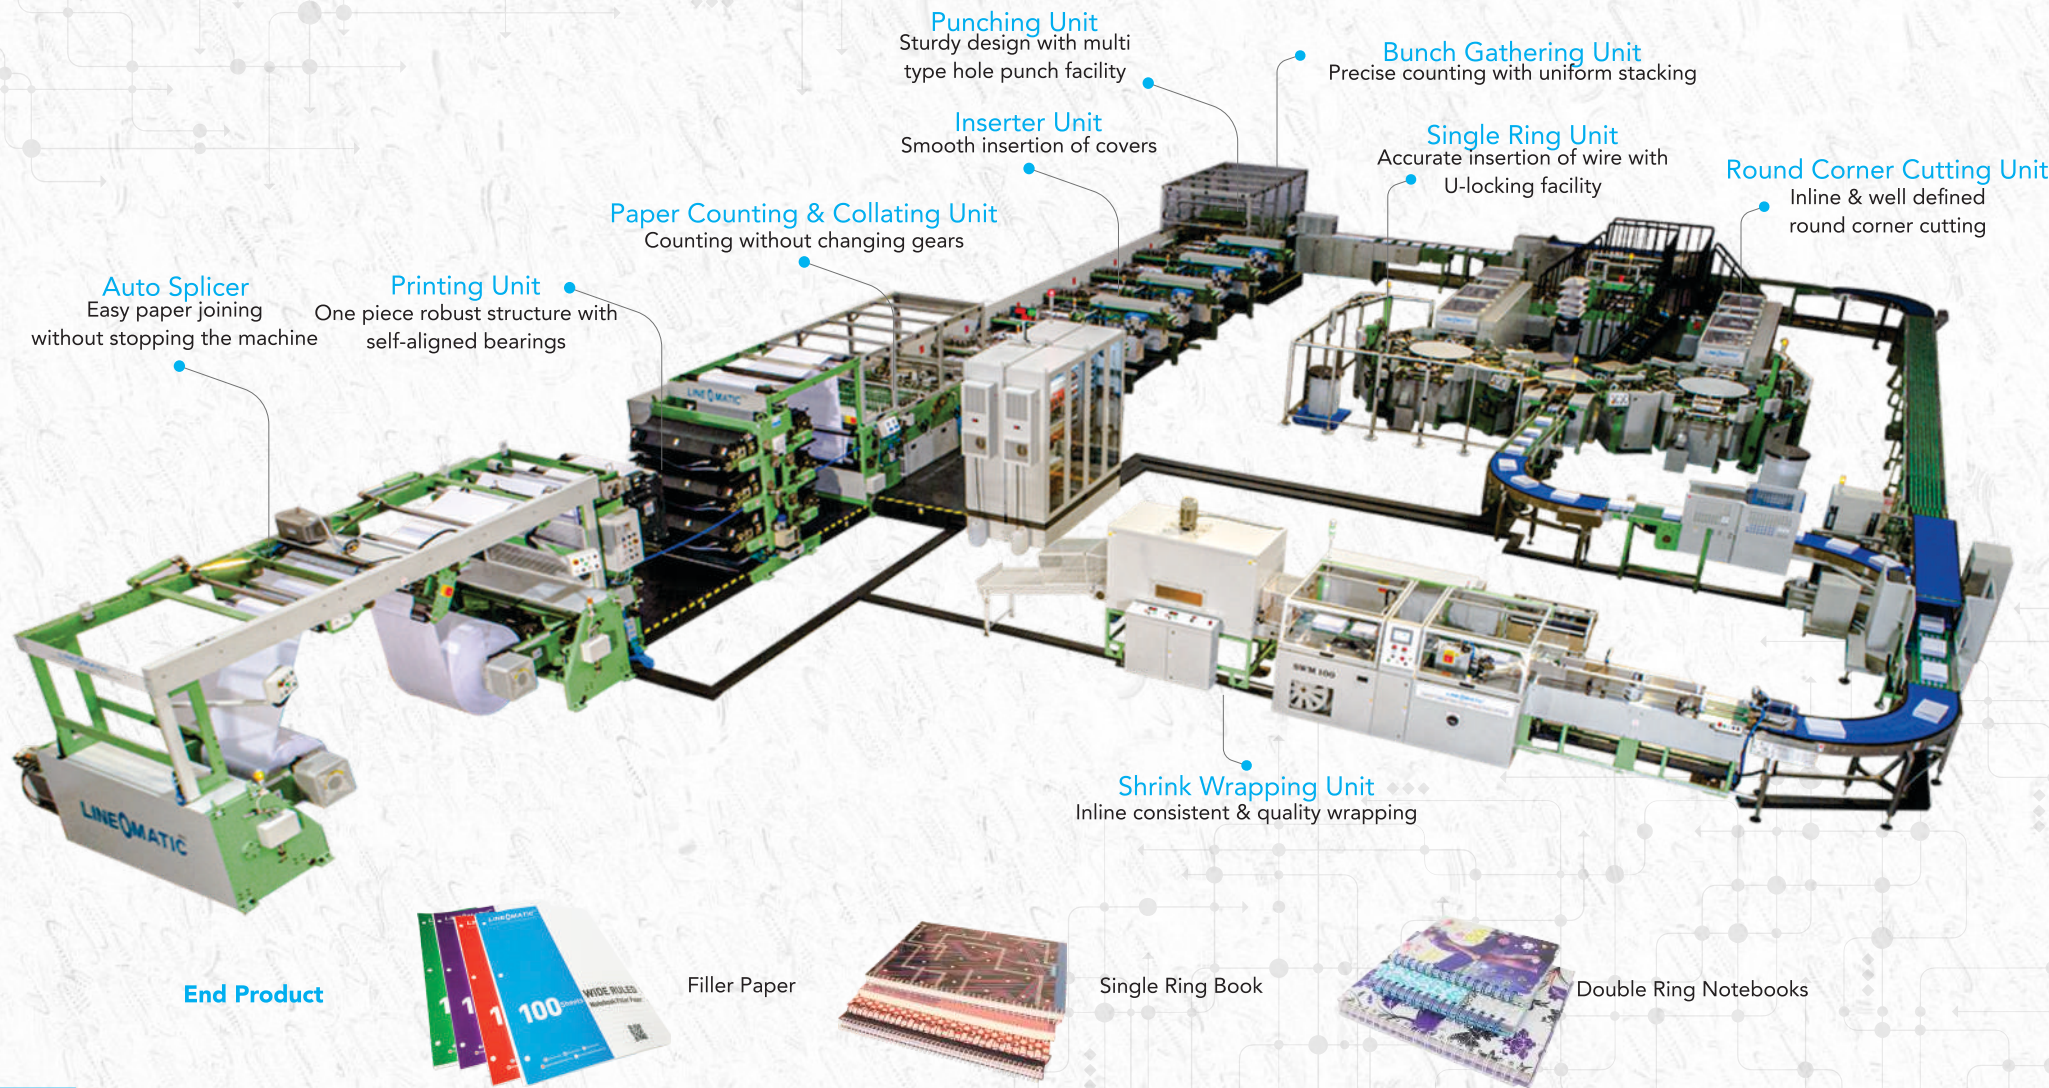 Punching Unit
Sturdy design with multi
type hole punch facility
Bunch Gathering Unit
Precise counting with uniform stacking
Inserter Unit
Smooth insertion of covers
Single Ring Unit
Accurate insertion of wire with
U-locking facility
Round Corner Cutting Unit
Inline & well defined
round corner cutting
Paper Counting & Collating Unit
Counting without changing gears
Auto Splicer
Easy paper joining
without stopping the machine
Printing Unit
One piece robust structure with
self-aligned bearings
LINEOMATIC
SWM 100
Shrink Wrapping Unit
Inline consistent & quality wrapping
LINEOMATIC
End Product
LINEOMATIC
100 Sheets
WIDE RULED
Notebook Filler Paper
Filler Paper
Single Ring Book
Double Ring Notebooks